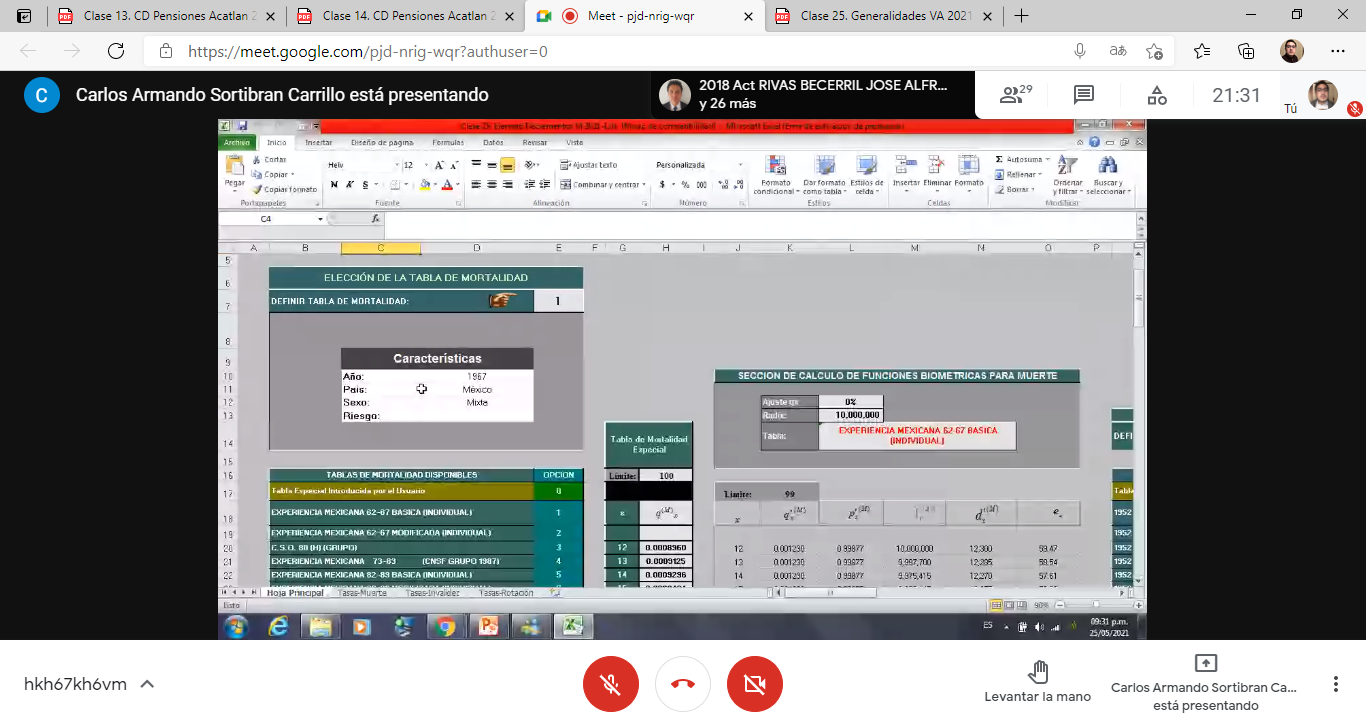 Clase 13. CD Pensiones Acatlan 2
Clase 14. CD Pensiones Acatlan 2
Meet - pjd-nrig-wqr
Clase 25. Generalidades VA 2021
https://meet.google.com/pjd-nrig-wqr?authuser=0
C
Carlos Armando Sortibran Carrillo está presentando
2018 Act RIVAS BECERRIL JOSE ALFR...
y 26 más
29
21:31
Tú
Archivo Inicio Insertar Diseño de página Fórmulas Datos Revisar Vista
Pegar
Cortar
Copiar
Copiar formato
Portapapeles
Helv 12
N K S
Fuente
Ajustar texto
Combinar y centrar
Alineación
Personalizada
$ % 000
Número
Formato condicional
Dar formato como tabla
Estilos de celda
Estilos
Insertar Eliminar Formato
Celdas
Autosuma
Rellenar
Borrar
Ordenar y filtrar
Buscar y seleccionar
Modificar
C4
fx
A B C D E F G H I J K L M N O P
ELECCIÓN DE LA TABLA DE MORTALIDAD
DEFINIR TABLA DE MORTALIDAD: 1
Características
Año: 1967
País: México
Sexo: Mixta
Riesgo:
SECCION DE CALCULO DE FUNCIONES BIOMETRICAS PARA MUERTE
Ajuste qx: 0%
Radix: 10,000,000
Tabla: EXPERIENCIA MEXICANA 62-67 BASICA (INDIVIDUAL)
TABLAS DE MORTALIDAD DISPONIBLES OPCION
Tabla Especial Introducida por el Usuario 0
EXPERIENCIA MEXICANA 62-67 BASICA (INDIVIDUAL) 1
EXPERIENCIA MEXICANA 62-67 MODIFICADA (INDIVIDUAL) 2
C.S.O. 80 (H) (GRUPO) 3
EXPERIENCIA MEXICANA 73-83 (CNSF GRUPO 1987) 4
EXPERIENCIA MEXICANA 82-89 BASICA (INDIVIDUAL) 5
Tabla de Mortalidad Especial
Límite: 100
x q(M)x
12 0.0008960
13 0.0009125
14 0.0009296
Límite: 99
12 0.001230 0.99877 10,000,000 12,300 59.47
13 0.001230 0.99877 9,987,700 12,285
14 0.001230 0.99877 9,975,415 12,270 57.61
DEFI
Tabla
1952
1952
1952
1952
1952
Hoja Principal Tasas-Muerte Tasas-Invalidez Tasas-Rotación
Listo
90%
ES
09:31 p.m.
25/05/2021
hkh67kh6vm
Levantar la mano
Carlos Armando Sortibran Ca...
está presentando